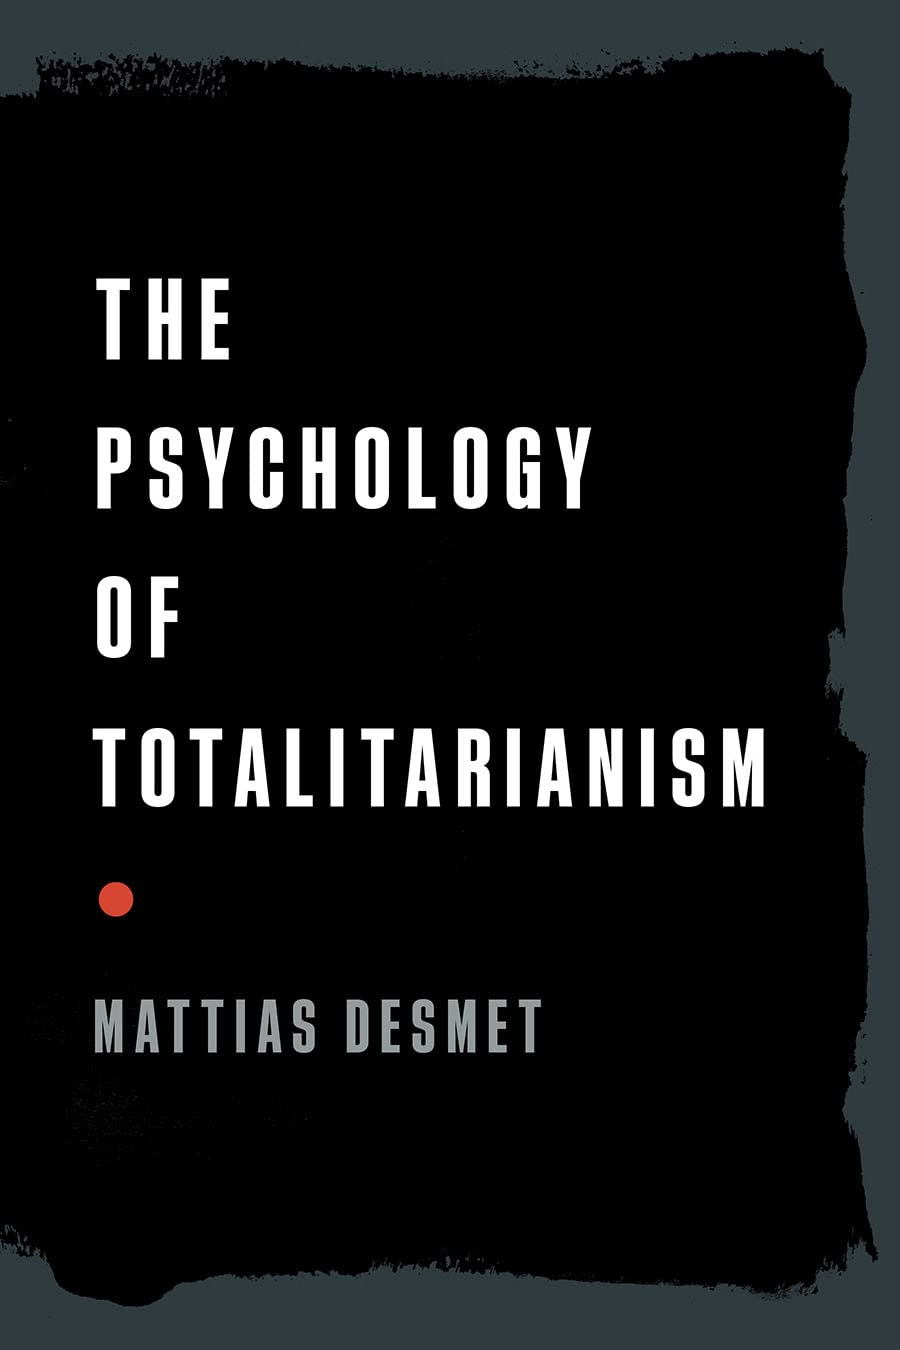 THE
PSYCHOLOGY
OF
TOTALITARIANISM
MATTIAS DESMET